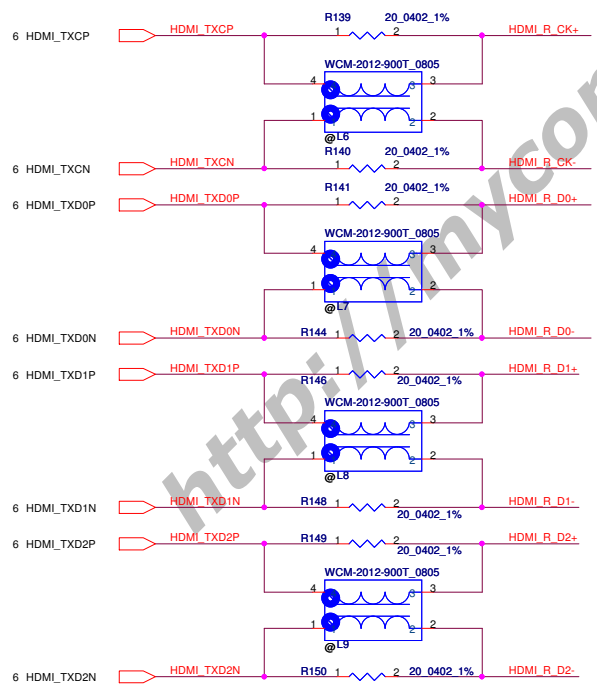 R139 20_0402_1%
6 HDMI_TXCP HDMI_TXCP 1 2 HDMI_R_CK+
WCM-2012-900T_0805
4 3 3
1 1 2 2
@L6
R140 20_0402_1%
6 HDMI_TXCN HDMI_TXCN 1 2 HDMI_R_CK-
R141 20_0402_1%
6 HDMI_TXD0P HDMI_TXD0P 1 2 HDMI_R_D0+
WCM-2012-900T_0805
4 3 3
1 2 2
@L7
6 HDMI_TXD0N HDMI_TXD0N R144 1 2 20_0402_1% HDMI_R_D0-
6 HDMI_TXD1P HDMI_TXD1P R146 1 2 20_0402_1% HDMI_R_D1+
WCM-2012-900T_0805
4 3 3
1 2 2
@L8
6 HDMI_TXD1N HDMI_TXD1N R148 1 2 20_0402_1% HDMI_R_D1-
6 HDMI_TXD2P HDMI_TXD2P R149 1 2 20_0402_1% HDMI_R_D2+
WCM-2012-900T_0805
4 3 3
1 2 2
@L9
6 HDMI_TXD2N HDMI_TXD2N R150 1 2 20_0402_1% HDMI_R_D2-
http://mycom